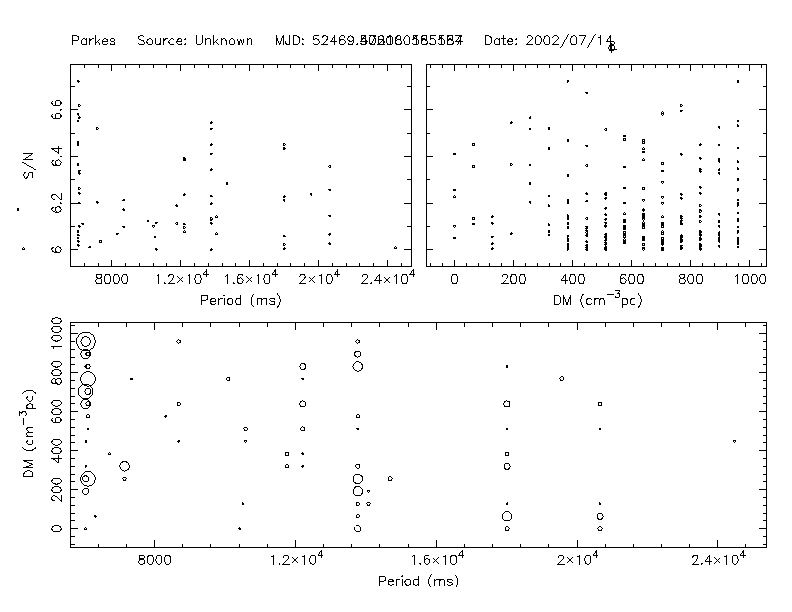 Parkes Source: Unknown MJD: Date: 2002/07/14
S/N
6.6
6.4
6.2
6
8000 1.2×10⁴ 1.6×10⁴ 2×10⁴ 2.4×10⁴
Period (ms)
0 200 400 600 800 1000
DM (cm⁻³pc)
DM (cm⁻³pc)
1000
800
600
400
200
0
8000 1.2×10⁴ 1.6×10⁴ 2×10⁴ 2.4×10⁴
Period (ms)